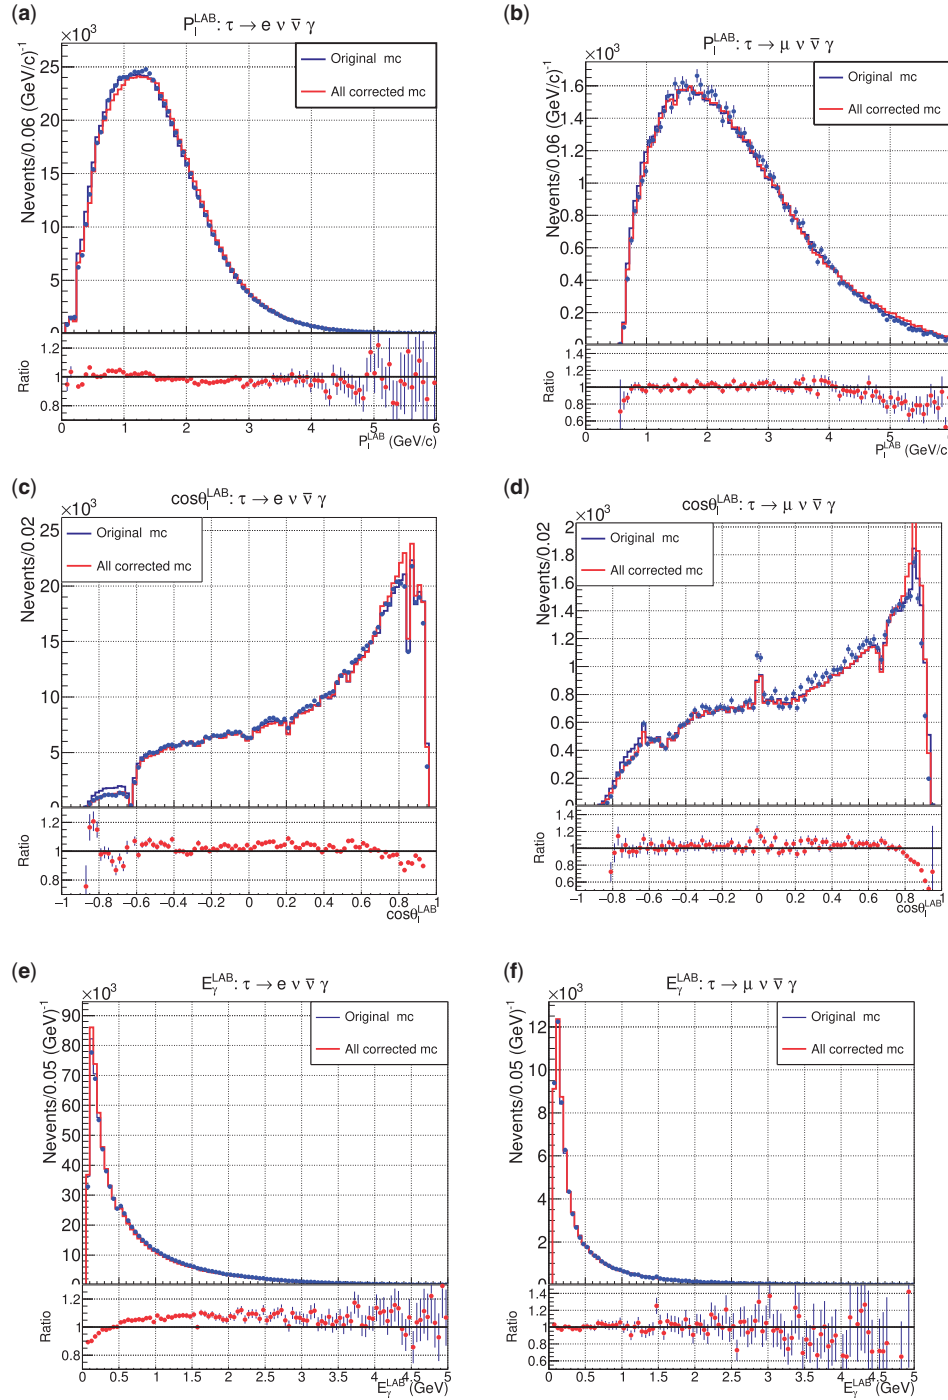 (a)
P_l^LAB: τ → e ν ν̄ γ
×10³
Nevents/0.06 (GeV/c)⁻¹
Original mc
All corrected mc
25
20
15
10
5
0
Ratio
1.2
1
0.8
0 1 2 3 4 5 6
P_l^LAB (GeV/c)
(b)
P_l^LAB: τ → μ ν ν̄ γ
×10³
Nevents/0.06 (GeV/c)⁻¹
Original mc
All corrected mc
1.6
1.4
1.2
1
0.8
0.6
0.4
0.2
0
Ratio
1.4
1.2
1
0.8
0.6
0 1 2 3 4 5 6
P_l^LAB (GeV/c)
(c)
cosθ_l^LAB: τ → e ν ν̄ γ
×10³
Nevents/0.02
Original mc
All corrected mc
25
20
15
10
5
0
Ratio
1.2
1
0.8
−1 −0.8 −0.6 −0.4 −0.2 0 0.2 0.4 0.6 0.8 1
cosθ_l^LAB
(d)
cosθ_l^LAB: τ → μ ν ν̄ γ
×10³
Nevents/0.02
Original mc
All corrected mc
2
1.8
1.6
1.4
1.2
1
0.8
0.6
0.4
0.2
0
Ratio
1.4
1.2
1
0.8
0.6
−1 −0.8 −0.6 −0.4 −0.2 0 0.2 0.4 0.6 0.8 1
cosθ_l^LAB
(e)
E_γ^LAB: τ → e ν ν̄ γ
×10³
Nevents/0.05 (GeV)⁻¹
Original mc
All corrected mc
90
80
70
60
50
40
30
20
10
0
Ratio
1.2
1
0.8
0 0.5 1 1.5 2 2.5 3 3.5 4 4.5 5
E_γ^LAB (GeV)
(f)
E_γ^LAB: τ → μ ν ν̄ γ
×10³
Nevents/0.05 (GeV)⁻¹
Original mc
All corrected mc
12
10
8
6
4
2
0
Ratio
1.4
1.2
1
0.8
0.6
0 0.5 1 1.5 2 2.5 3 3.5 4 4.5 5
E_γ^LAB (GeV)